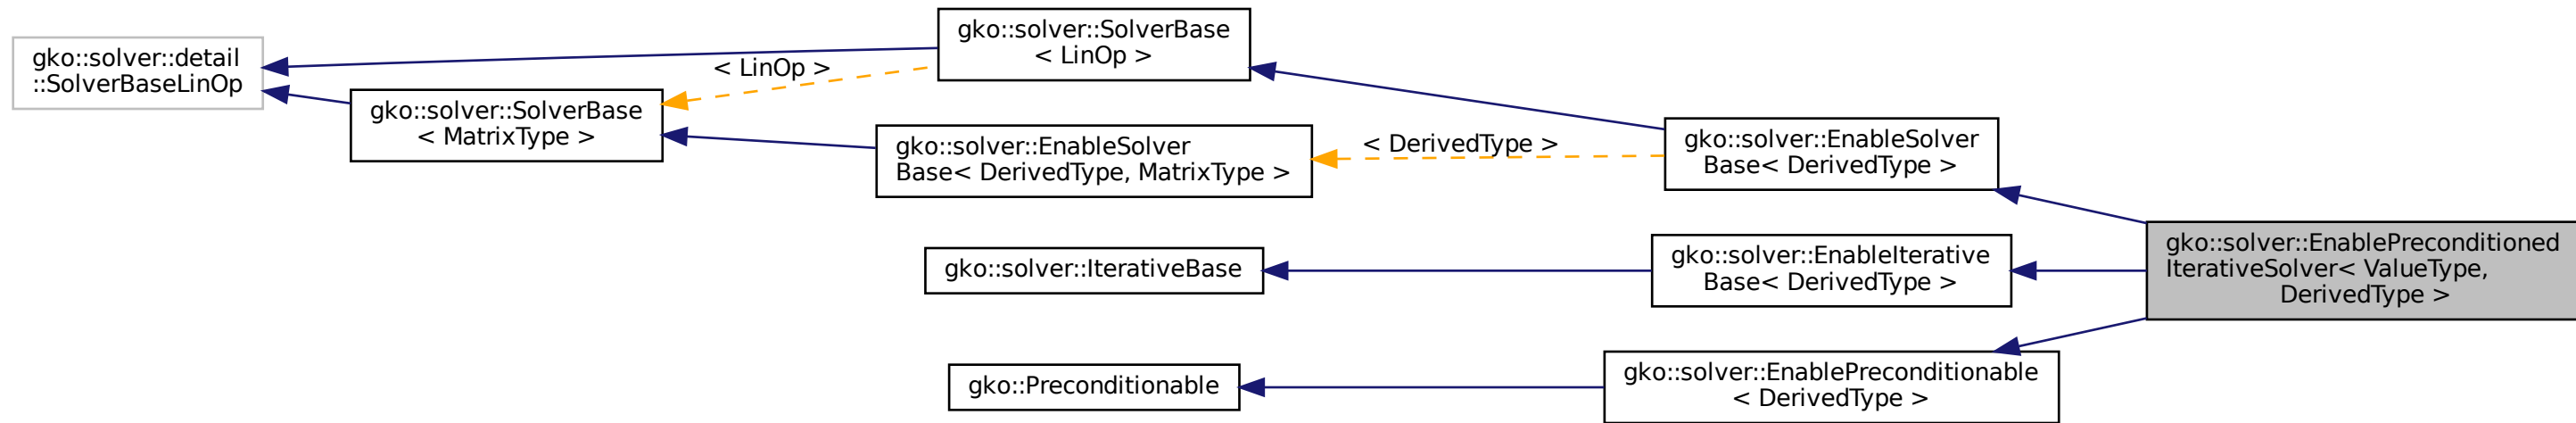 gko::solver::detail
::SolverBaseLinOp
gko::solver::SolverBase
< LinOp >
< LinOp >
gko::solver::SolverBase
< MatrixType >
gko::solver::EnableSolver
Base< DerivedType, MatrixType >
< DerivedType >
gko::solver::EnableSolver
Base< DerivedType >
gko::solver::IterativeBase
gko::solver::EnableIterative
Base< DerivedType >
gko::solver::EnablePreconditioned
IterativeSolver< ValueType,
DerivedType >
gko::Preconditionable
gko::solver::EnablePreconditionable
< DerivedType >